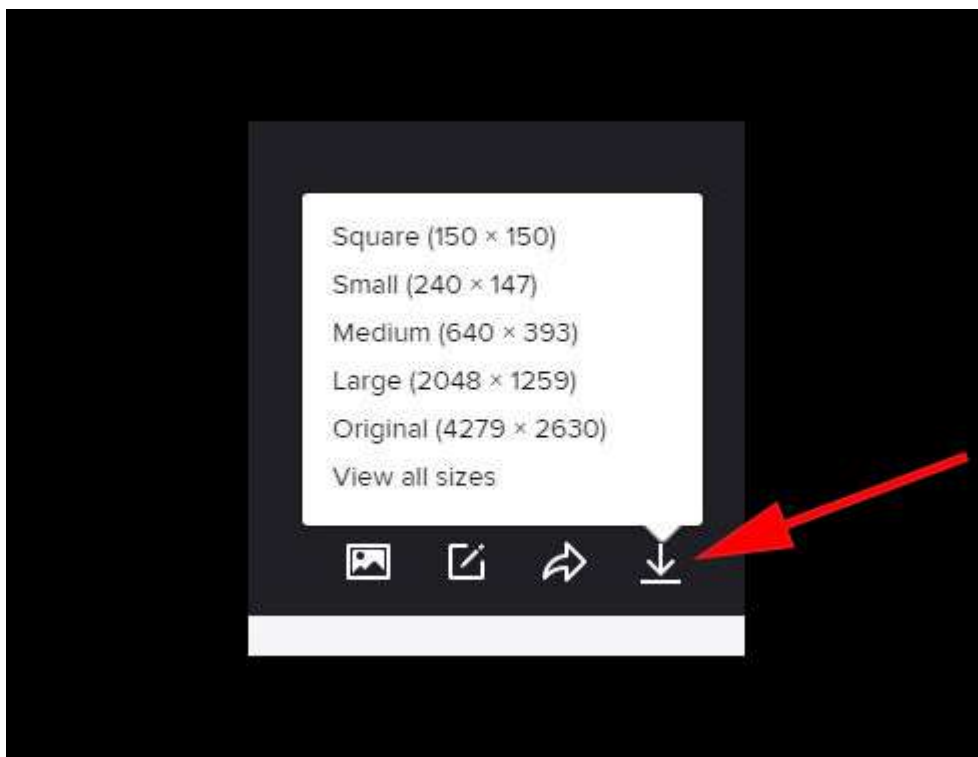 Square (150 × 150)
Small (240 × 147)
Medium (640 × 393)
Large (2048 × 1259)
Original (4279 × 2630)
View all sizes